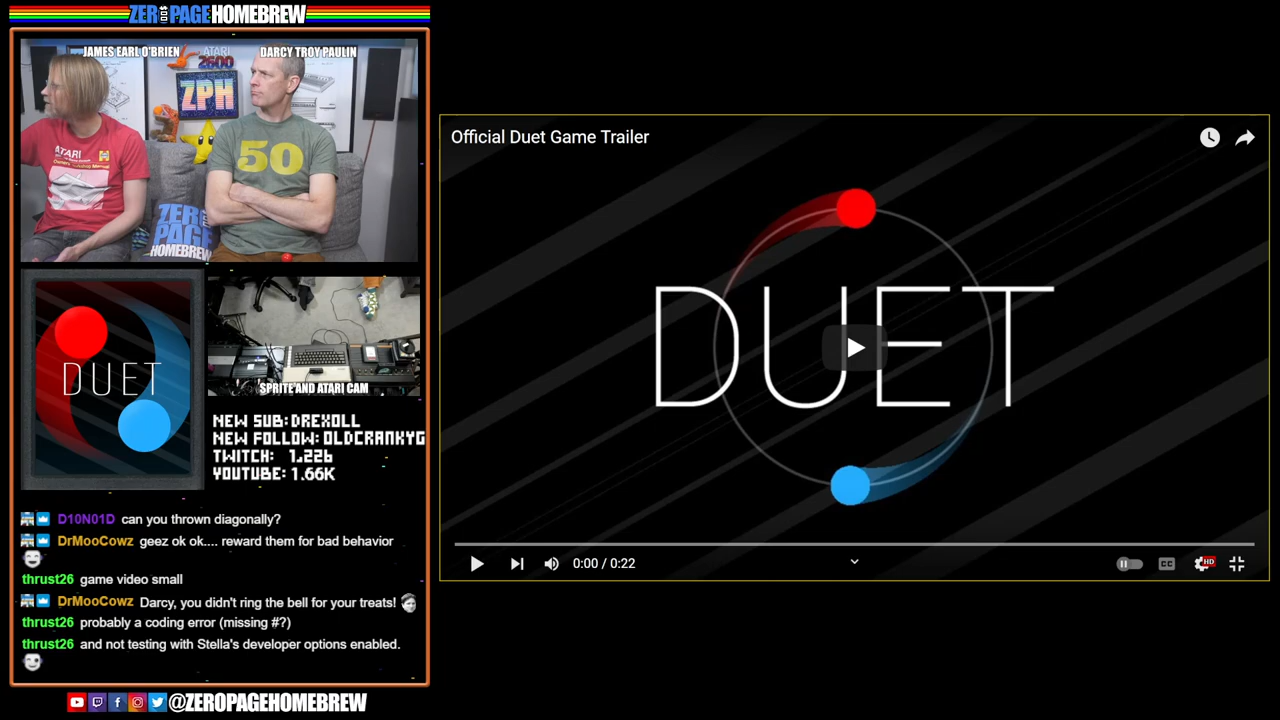 ZEROPAGE HOMEBREW
JAMES EARL O'BRIEN
ATARI
2600
DARCY TROY PAULIN
ZPH
ATARI
50
ZERO
PAGE
HOMEBREW
DUET
SPRITE AND ATARI CAM
NEW SUB: DREXOLL
NEW FOLLOW: OLDCRANKYG
TWITCH: 1,226
YOUTUBE: 1.66K
D10N01D can you thrown diagonally?
DrMooCowz geez ok ok.... reward them for bad behavior
thrust26 game video small
DrMooCowz Darcy, you didn't ring the bell for your treats!
thrust26 probably a coding error (missing #?)
thrust26 and not testing with Stella's developer options enabled.
@ZEROPAGEHOMEBREW
Official Duet Game Trailer
DUET
0:00 / 0:22
CC
HD